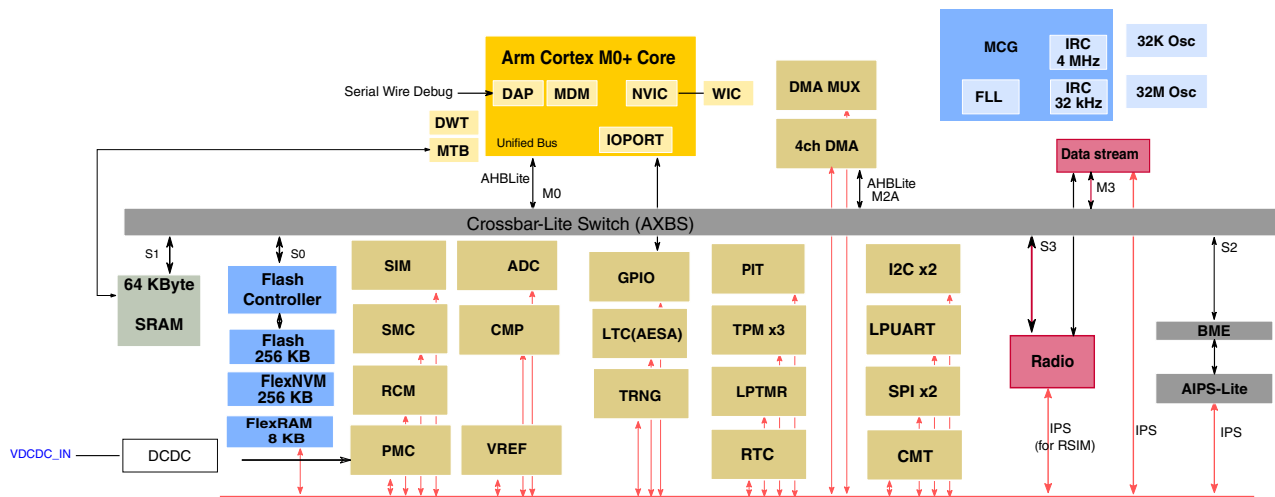 Arm Cortex M0+ Core
Serial Wire Debug
DAP
MDM
NVIC
WIC
DWT
MTB
Unified Bus
IOPORT
AHBLite
M0
DMA MUX
4ch DMA
AHBLite
M2A
MCG
IRC
4 MHz
FLL
IRC
32 kHz
32K Osc
32M Osc
Data stream
M3
Crossbar-Lite Switch (AXBS)
S1
S0
S3
S2
64 KByte
SRAM
Flash
Controller
Flash
256 KB
FlexNVM
256 KB
FlexRAM
8 KB
VDCDC_IN
DCDC
SIM
SMC
RCM
PMC
ADC
CMP
VREF
GPIO
LTC(AESA)
TRNG
PIT
TPM x3
LPTMR
RTC
I2C x2
LPUART
SPI x2
CMT
Radio
IPS
(for RSIM)
IPS
BME
AIPS-Lite
IPS